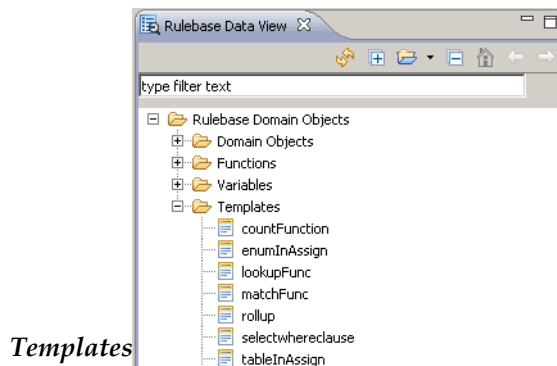 Rulebase Data View
type filter text
Rulebase Domain Objects
Domain Objects
Functions
Variables
Templates
countFunction
enumInAssign
lookupFunc
matchFunc
rollup
selectwhereclause
Templates
tableInAssign